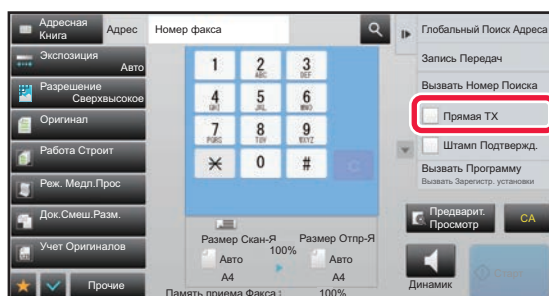 Адресная
Книга
Адрес
Номер факса
Глобальный Поиск Адреса
Экспозиция
Авто
Запись Передач
Разрешение
Сверхвысокое
Вызвать Номер Поиска
Оригинал
Прямая TX
Работа Строит
Штамп Подтвержд.
Реж. Медл.Прос
Вызвать Программу
Вызвать Зарегистр. установки
Док.Смеш.Разм.
Учет Оригиналов
Прочие
1
2
ABC
3
DEF
4
GHI
5
JKL
6
MNO
7
PQRS
8
TUV
9
WXYZ
0
#
C
Размер Скан-Я
100%
Размер Отпр-Я
Авто
A4
Авто
A4
Память приема Факса :
100%
Предварит.
Просмотр
CA
Динамик
Старт